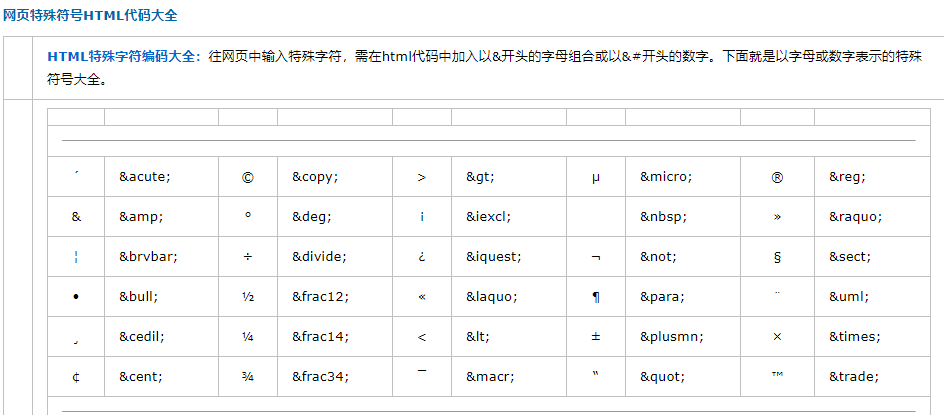 网页特殊符号HTML代码大全
HTML特殊字符编码大全：往网页中输入特殊字符，需在html代码中加入以&开头的字母组合或以&#开头的数字。下面就是以字母或数字表示的特殊
符号大全。
´ &acute; © &copy; > &gt; µ &micro; ® &reg;
& &amp; ° &deg; ¡ &iexcl; &nbsp; » &raquo;
¦ &brvbar; ÷ &divide; ¿ &iquest; ¬ &not; § &sect;
• &bull; ½ &frac12; « &laquo; ¶ &para; ¨ &uml;
¸ &cedil; ¼ &frac14; < &lt; ± &plusmn; × &times;
¢ &cent; ¾ &frac34; ¯ &macr; “ &quot; ™ &trade;